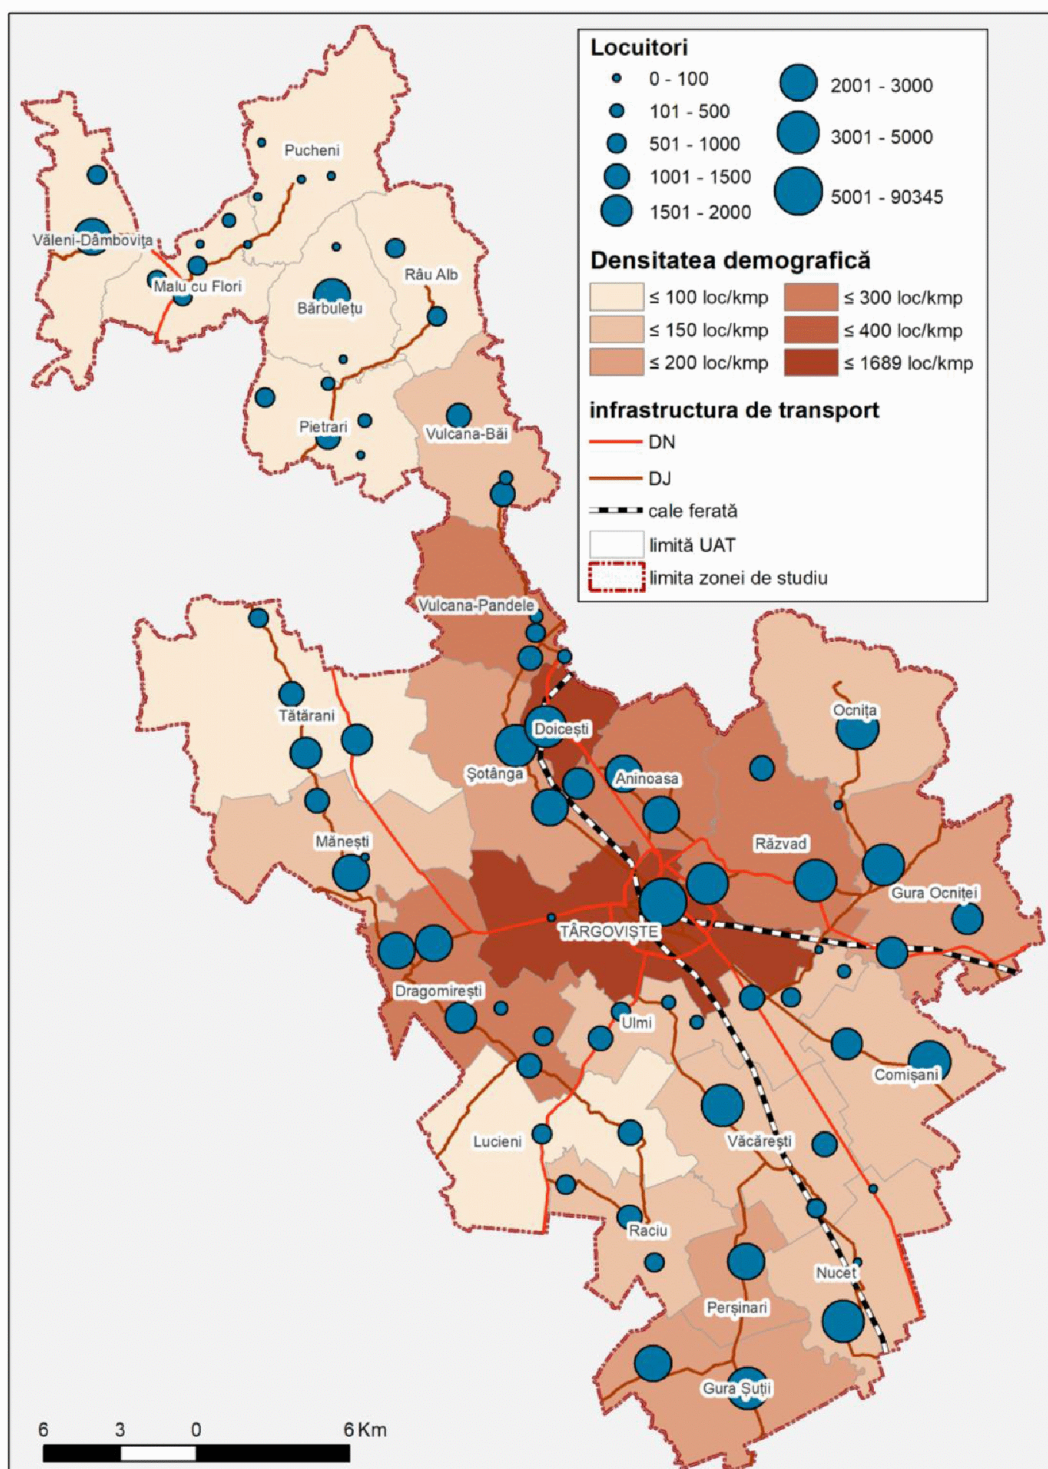 Locuitori
0 - 100
101 - 500
501 - 1000
1001 - 1500
1501 - 2000
2001 - 3000
3001 - 5000
5001 - 90345
Densitatea demografică
≤ 100 loc/kmp
≤ 150 loc/kmp
≤ 200 loc/kmp
≤ 300 loc/kmp
≤ 400 loc/kmp
≤ 1689 loc/kmp
infrastructura de transport
DN
DJ
cale ferată
limită UAT
limita zonei de studiu
Pucheni
Văleni-Dâmbovița
Malu cu Flori
Râu Alb
Bărbulețu
Pietrari
Vulcana-Băi
Vulcana-Pandele
Tătărani
Ocnița
Doicești
Șotânga
Aninoasa
Mănești
Răzvad
Gura Ocniței
TÂRGOVIȘTE
Dragomirești
Ulmi
Comișani
Lucieni
Văcărești
Raciu
Nucet
Perșinari
Gura Șuții
6 3 0 6 Km